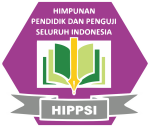 HIMPUNAN
PENDIDIK DAN PENGUJI
SELURUH INDONESIA
HIPPSI